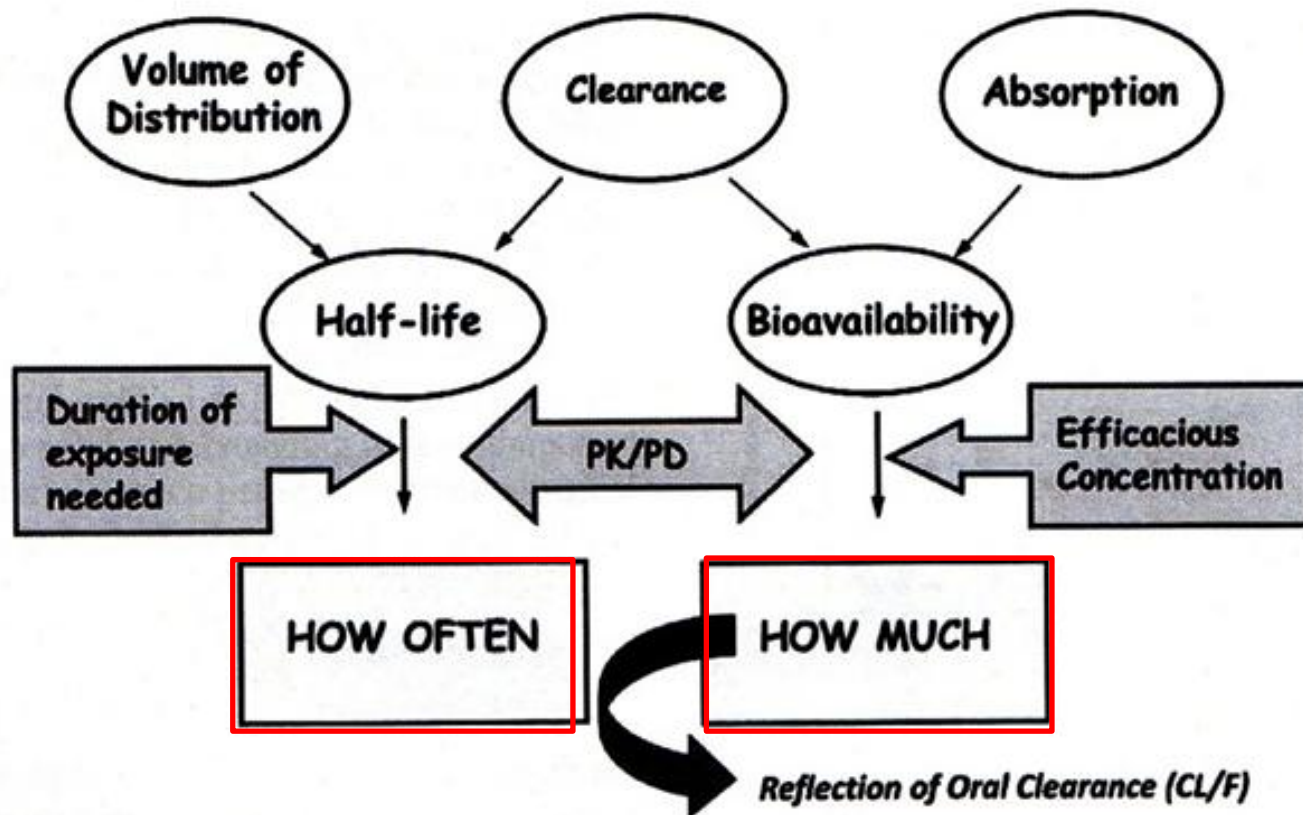 Volume of
Distribution
Clearance
Absorption
Half-life
Bioavailability
Duration of
exposure
needed
PK/PD
Efficacious
Concentration
HOW OFTEN
HOW MUCH
Reflection of Oral Clearance (CL/F)